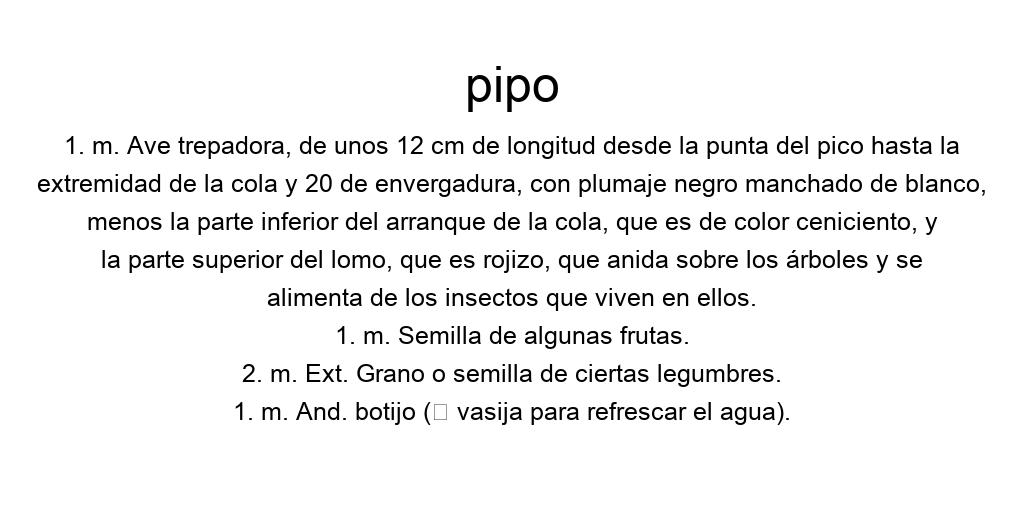 pipo
1. m. Ave trepadora, de unos 12 cm de longitud desde la punta del pico hasta la
extremidad de la cola y 20 de envergadura, con plumaje negro manchado de blanco,
menos la parte inferior del arranque de la cola, que es de color ceniciento, y
la parte superior del lomo, que es rojizo, que anida sobre los árboles y se
alimenta de los insectos que viven en ellos.
1. m. Semilla de algunas frutas.
2. m. Ext. Grano o semilla de ciertas legumbres.
1. m. And. botijo (▯ vasija para refrescar el agua).